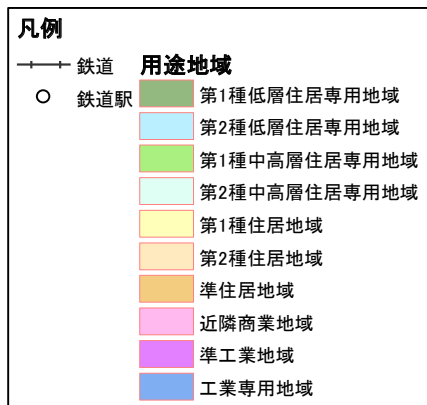 凡例
鉄道
鉄道駅
用途地域
第1種低層住居専用地域
第2種低層住居専用地域
第1種中高層住居専用地域
第2種中高層住居専用地域
第1種住居地域
第2種住居地域
準住居地域
近隣商業地域
準工業地域
工業専用地域